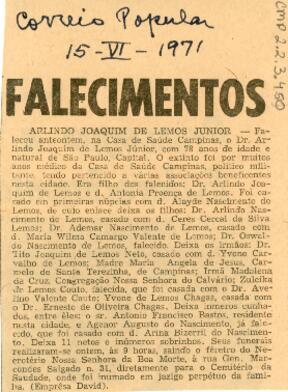 Correio Popular
15-VI-1971
CMP 2.2.3.460
FALECIMENTOS
ARLINDO JOAQUIM DE LEMOS JUNIOR — Fa-
leceu anteontem, na Casa de Saúde Campinas, o Dr. Ar-
lindo Joaquim de Lemos Júnior, com 78 anos de idade e
natural de São Paulo, Capital. O extinto foi por muitos
anos médico da Casa de Saúde Campinas, político mili-
tante, tendo pertencido a várias associações beneficentes
nesta cidade. Era filho dos falenidos: Dr. Arlindo Joa-
quim de Lemos e d. Antonia Proença de Lemos. Foi ca-
sado em primeiras núpcias com d. Alayde Nascimento do
Lemos, de cujo enlace deixa os filhos: Dr. Arlindo Nas-
cimento de Lemos, casado com d. Ceres Cercal da Silva
Lemos; Dr. Ademar Nascimento de Lemos, casado com
d. Maria Wilma Camargo Valente de Lemos; Dr. Oswal-
do Nascimento de Lemos, falecido. Deixa os irmãos: Dr.
Tito Joaquim de Lemos Neto, casado com d. Yvone Car-
valho de Lemos; Madre Maria Angela de Jesus, Car-
melo de Santa Terezinha, de Campinas; Irmã Madalena
da Cruz, Congregação Nossa Senhora do Calvário; Zuleika
de Lemos Couto, falecida, que foi casada com o Dr. Ave-
lino Valente Couto; Yvone de Lemos Chagas, casada com
o Dr. Ernesto de Oliveira Chagas. Deixa inúmeros cunha-
dos, entre êles: o sr. Antonio Francisco Bastos, residente
nesta cidade, e Agenor Augusto do Nascimento, já faleci-
do, que foi casado com d. Arina Bizerri do Nascimen-
to. Deixa 11 netos e inúmeros sobrinhos. Seus funerais
realizaram-se ontem, às 9 horas, saindo o féretro do Ne-
crotério Nossa Senhora da Boa Morte, à rua Gen. Mar-
condes Salgado n. 31, diretamente para o Cemitério da
Saudade, onde foi inumado em jazigo perpétuo da famí-
lia. (Emprêsa David).